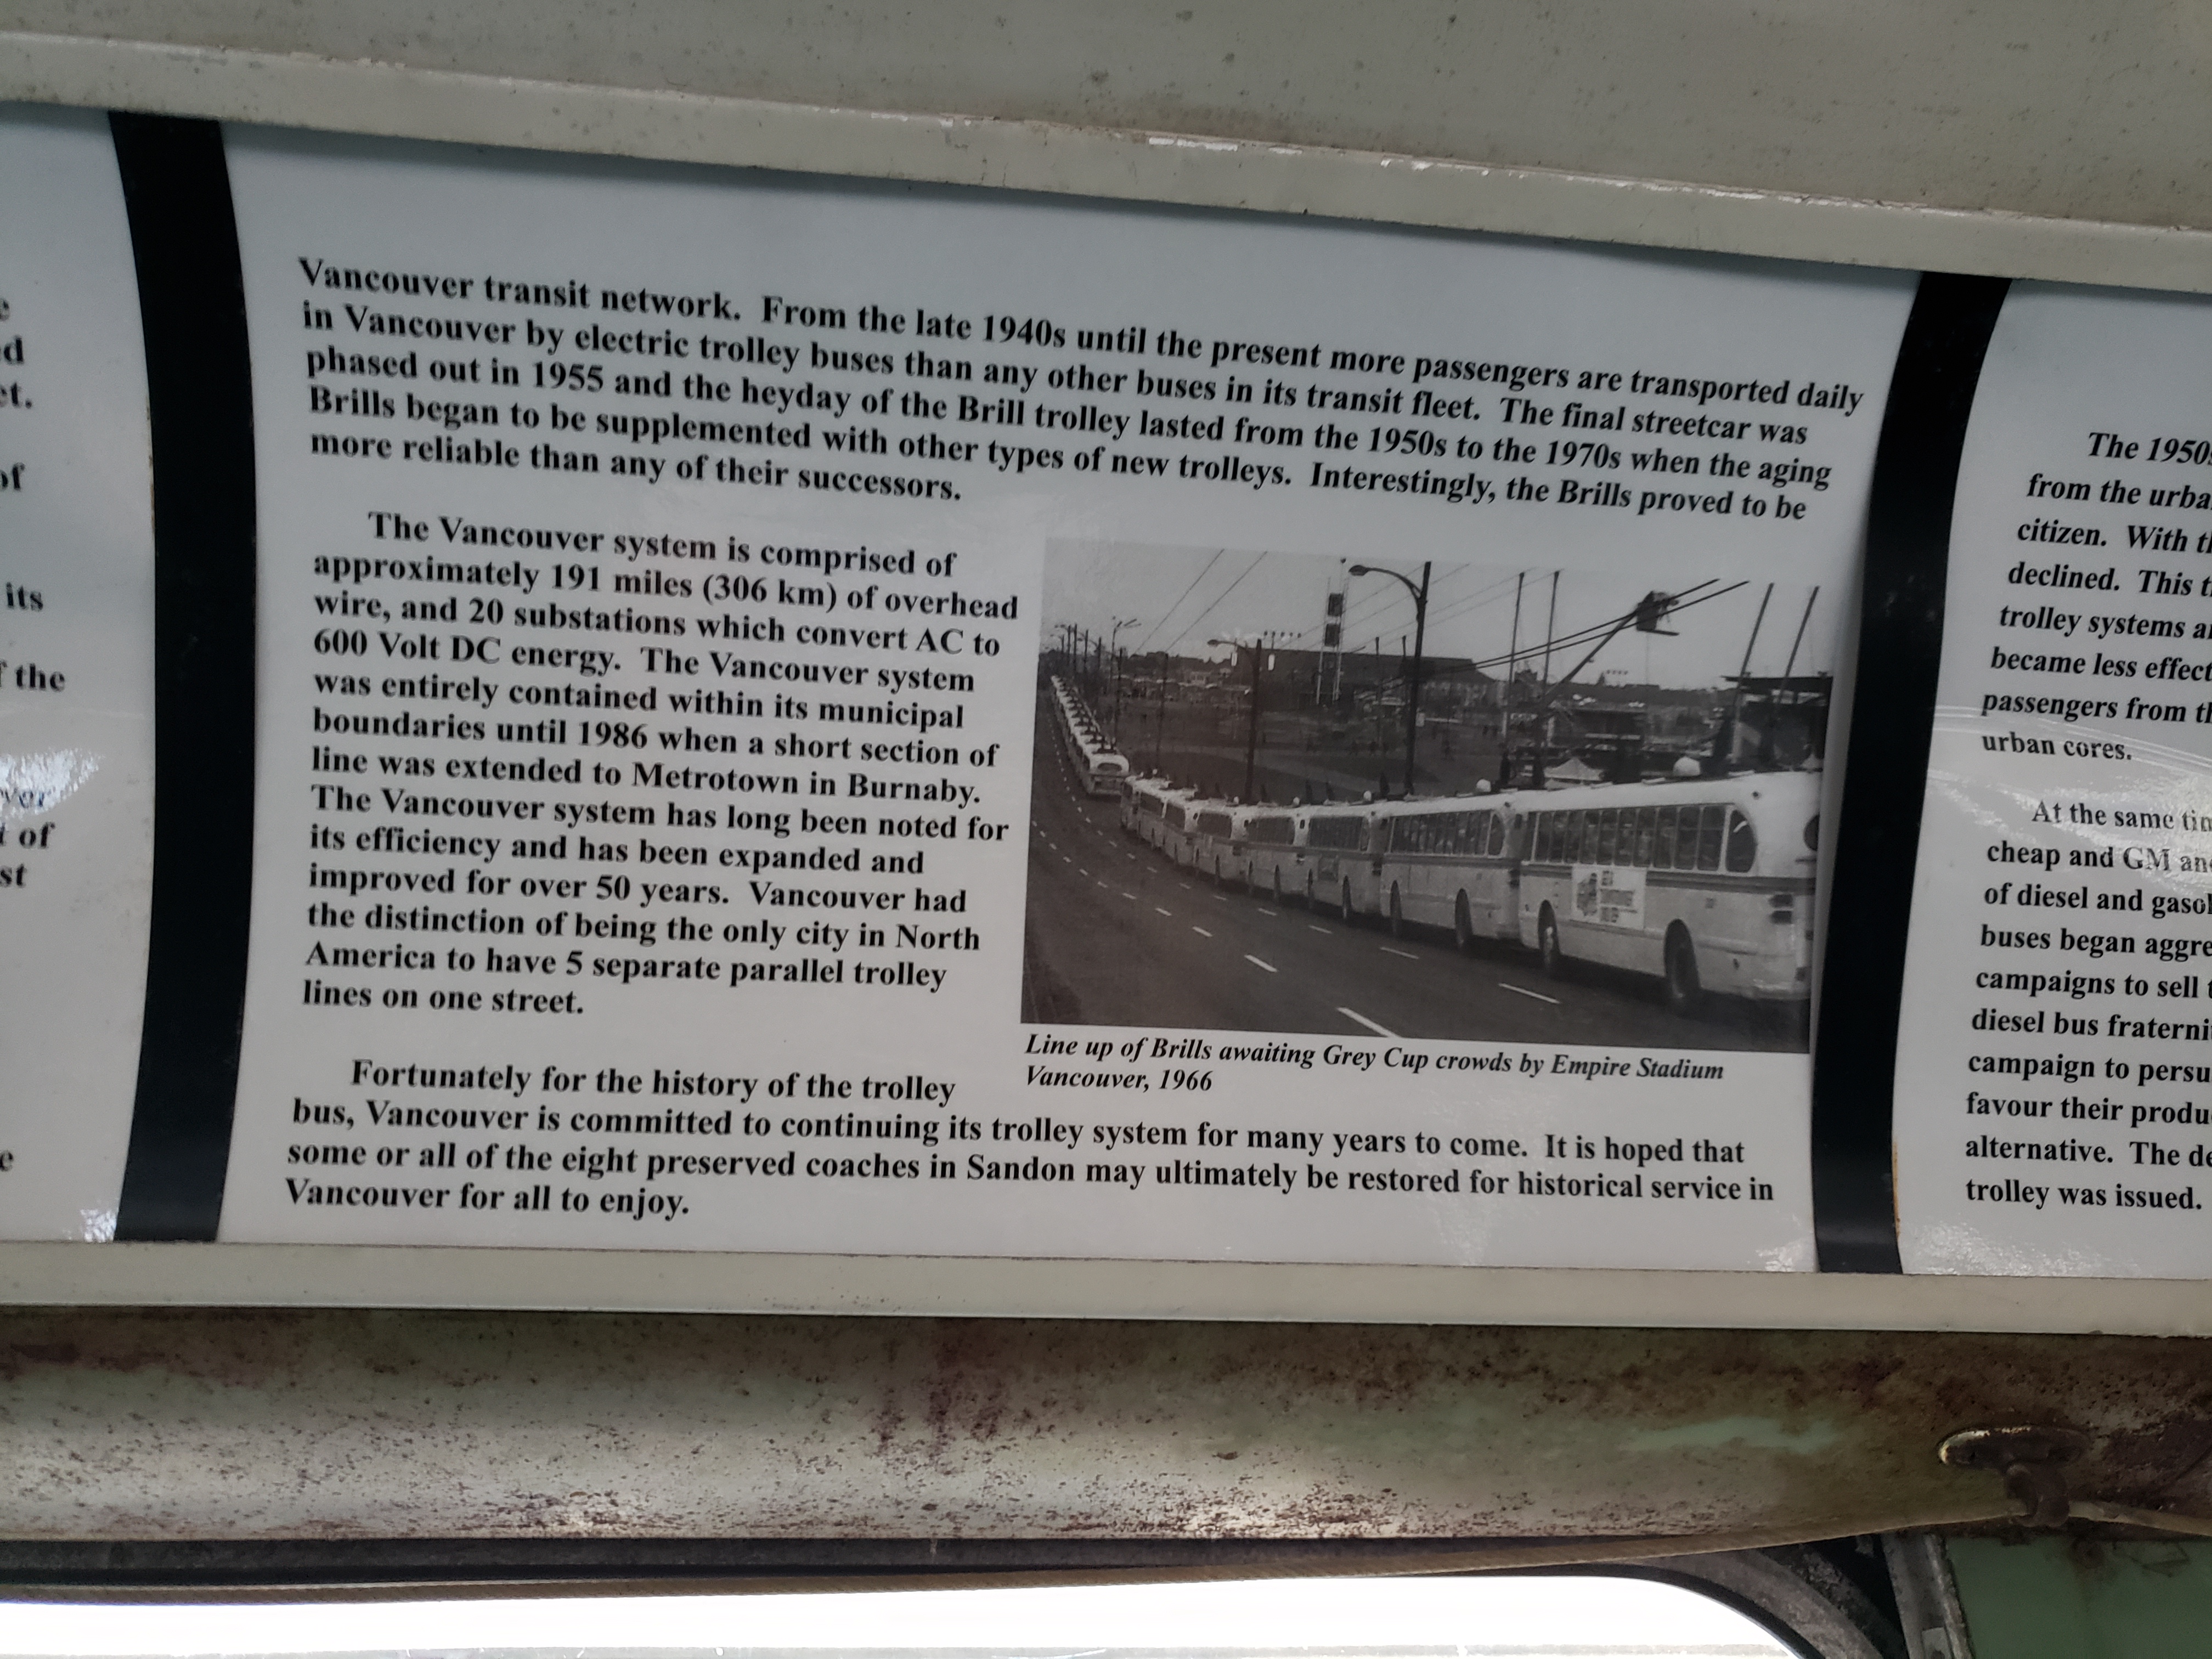 Vancouver transit network. From the late 1940s until the present more passengers are transported daily
in Vancouver by electric trolley buses than any other buses in its transit fleet. The final streetcar was
phased out in 1955 and the heyday of the Brill trolley lasted from the 1950s to the 1970s when the aging
Brills began to be supplemented with other types of new trolleys. Interestingly, the Brills proved to be
more reliable than any of their successors.
The Vancouver system is comprised of
approximately 191 miles (306 km) of overhead
wire, and 20 substations which convert AC to
600 Volt DC energy. The Vancouver system
was entirely contained within its municipal
boundaries until 1986 when a short section of
line was extended to Metrotown in Burnaby.
The Vancouver system has long been noted for
its efficiency and has been expanded and
improved for over 50 years. Vancouver had
the distinction of being the only city in North
America to have 5 separate parallel trolley
lines on one street.
Line up of Brills awaiting Grey Cup crowds by Empire Stadium
Vancouver, 1966
Fortunately for the history of the trolley
bus, Vancouver is committed to continuing its trolley system for many years to come. It is hoped that
some or all of the eight preserved coaches in Sandon may ultimately be restored for historical service in
Vancouver for all to enjoy.
of
its
the
of
The 1950s
from the
citizen. With
declined. This
trolley systems
became less
passengers from
urban cores.
At the same
cheap and GM
of diesel and
buses began
campaigns to sell
diesel bus
campaign to
favour their
alternative. The
trolley was issued.